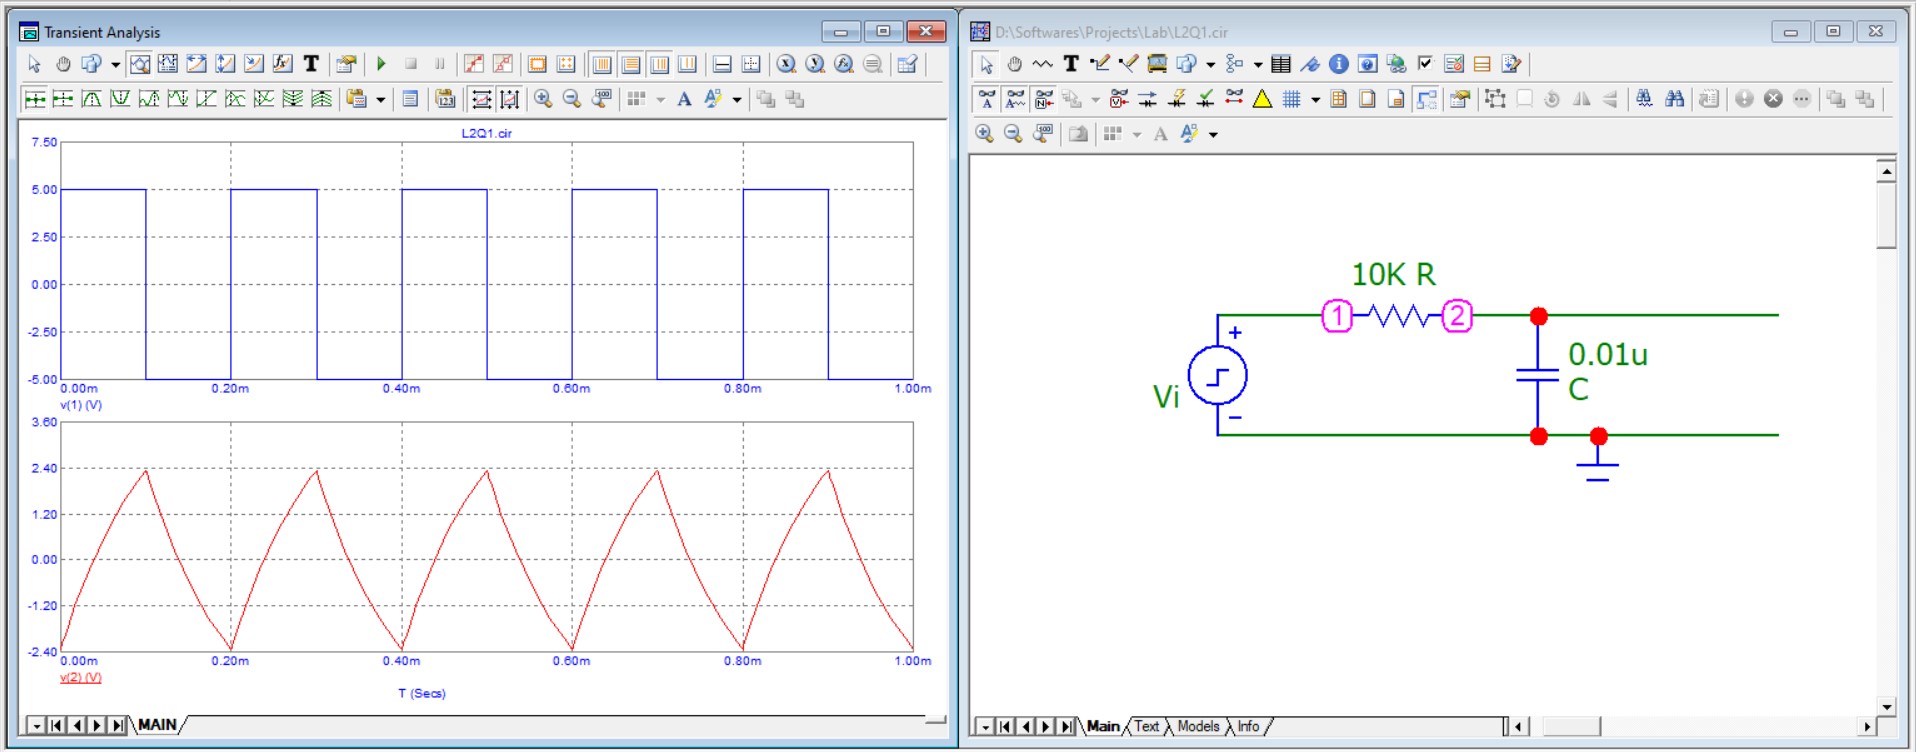 Transient Analysis
L2Q1.cir
7.50
5.00
2.50
0.00
-2.50
-5.00
0.00m 0.20m 0.40m 0.60m 0.80m 1.00m
v(1) (V)
3.60
2.40
1.20
0.00
-1.20
-2.40
0.00m 0.20m 0.40m 0.60m 0.80m 1.00m
v(2) (V)
T (Secs)
MAIN
D:\Softwares\Projects\Lab\L2Q1.cir
10K R
1 2
+
Vi
-
0.01u
C
Main Text Models Info